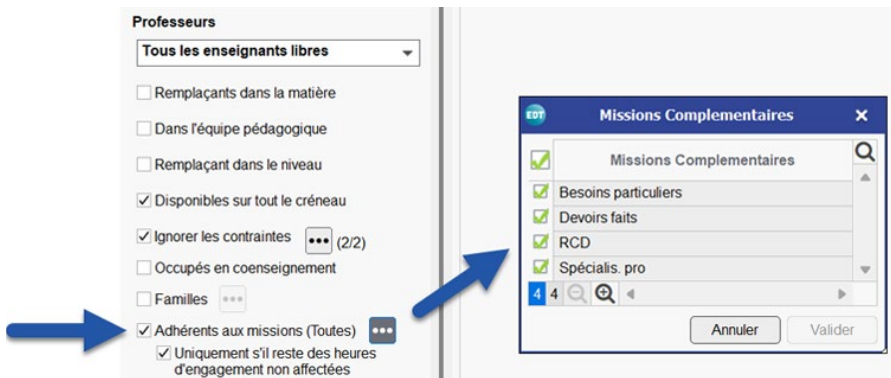 Professeurs
Tous les enseignants libres
Remplaçants dans la matière
Dans l'équipe pédagogique
Remplaçant dans le niveau
Disponibles sur tout le créneau
Ignorer les contraintes ••• (2/2)
Occupés en coenseignement
Familles •••
Adhérents aux missions (Toutes) •••
Uniquement s'il reste des heures
d'engagement non affectées
EDT Missions Complementaires
Missions Complementaires
Besoins particuliers
Devoirs faits
RCD
Spécialis. pro
4 4
Annuler Valider